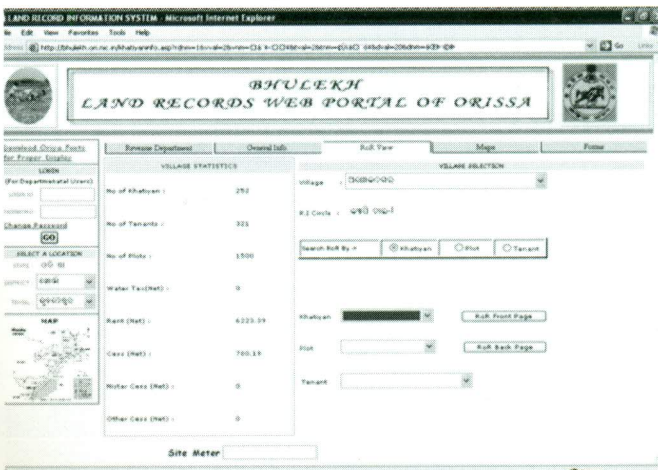 LAND RECORD INFORMATION SYSTEM - Microsoft Internet Explorer
Edit View Favorites Tools Help
Go
BHULEKH
LAND RECORDS WEB PORTAL OF ORISSA
Download Oriya Fonts
for Proper Display
LOGIN
(For Departmental Users)
Change Password
GO
SELECT A LOCATION
MAP
Revenue Department
General Info
RoR View
Maps
Forms
VILLAGE STATISTICS
No of Khatiyan : 252
No of Tenants : 321
No of Plots : 1500
Water Tax(Net) : 0
Rent (Net) : 6223.39
Cess (Net) : 700.19
Nistar Cess (Net) : 0
Other Cess (Net) : 0
VILLAGE SELECTION
Village :
R.I Circle :
Search RoR By -> Khatiyan Plot Tenant
Khatiyan RoR Front Page
Plot RoR Back Page
Tenant
Site Meter